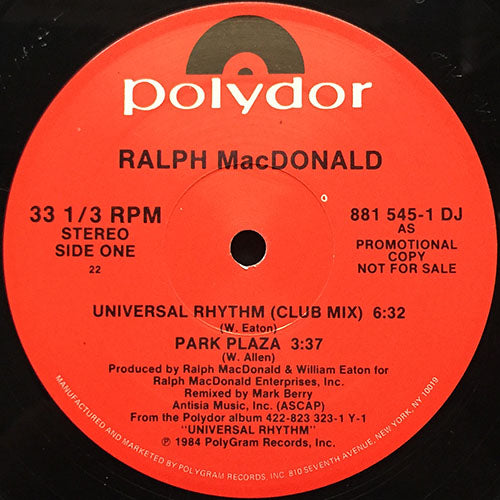 polydor
RALPH MacDONALD
33 1/3 RPM
STEREO
SIDE ONE
22
881 545-1 DJ
AS
PROMOTIONAL
COPY
NOT FOR SALE
UNIVERSAL RHYTHM (CLUB MIX) 6:32
(W. Eaton)
PARK PLAZA 3:37
(W. Allen)
Produced by Ralph MacDonald & William Eaton for
Ralph MacDonald Enterprises, Inc.
Remixed by Mark Berry
Antisia Music, Inc. (ASCAP)
From the Polydor album 422-823 323-1 Y-1
"UNIVERSAL RHYTHM"
℗ 1984 PolyGram Records, Inc.
MANUFACTURED AND MARKETED BY POLYGRAM RECORDS, INC. 810 SEVENTH AVENUE, NEW YORK, NY. 10019